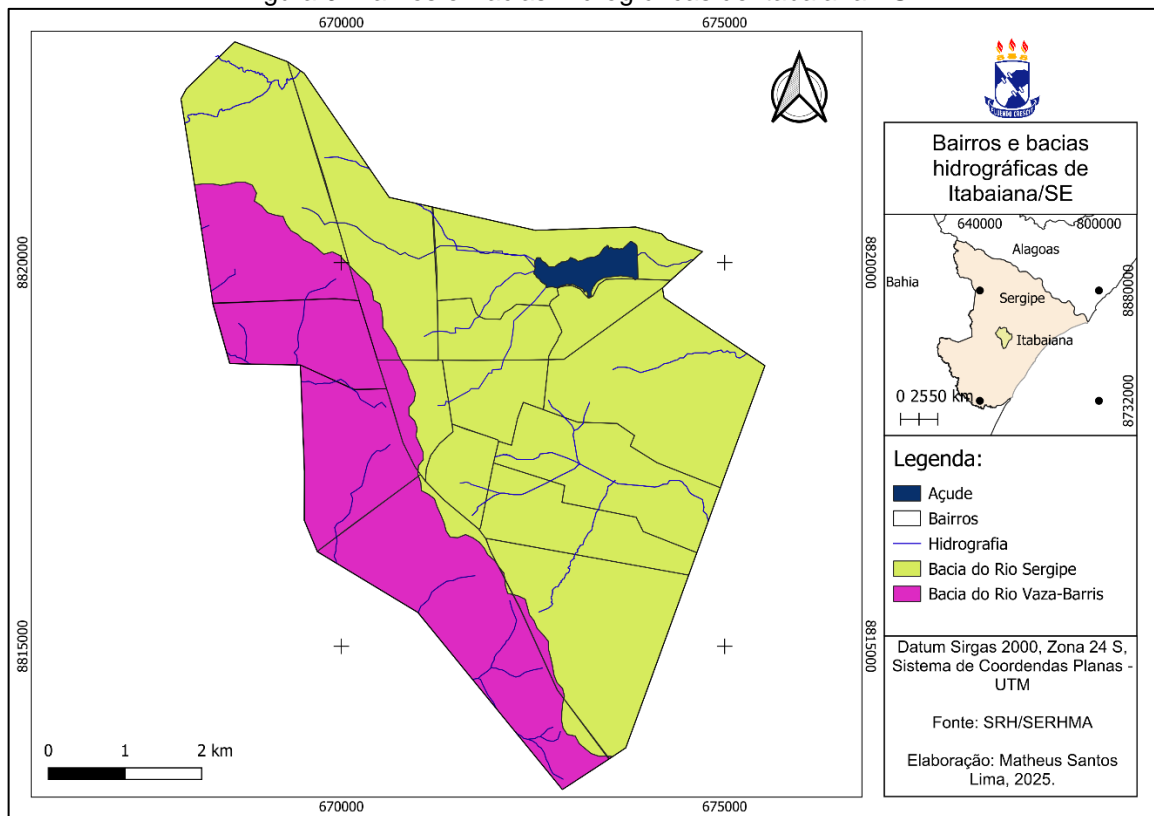 670000
675000
8820000
8820000
8815000
8815000
0 1 2 km
670000
675000
Bairros e bacias
hidrográficas de
Itabaiana/SE
640000
800000
Alagoas
Bahia
Sergipe
Itabaiana
8880000
8732000
0 2550 km
Legenda:
Açude
Bairros
Hidrografia
Bacia do Rio Sergipe
Bacia do Rio Vaza-Barris
Datum Sirgas 2000, Zona 24 S,
Sistema de Coordendas Planas -
UTM
Fonte: SRH/SERHMA
Elaboração: Matheus Santos
Lima, 2025.